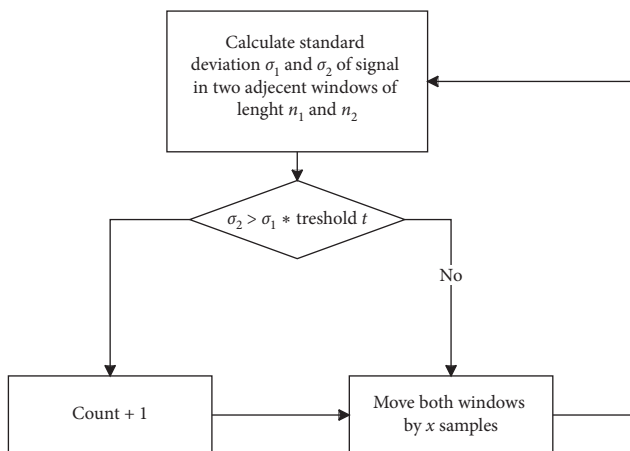 Calculate standard
deviation σ₁ and σ₂ of signal
in two adjecent windows of
lenght n₁ and n₂
σ₂ > σ₁ ∗ treshold t
No
Count + 1
Move both windows
by x samples